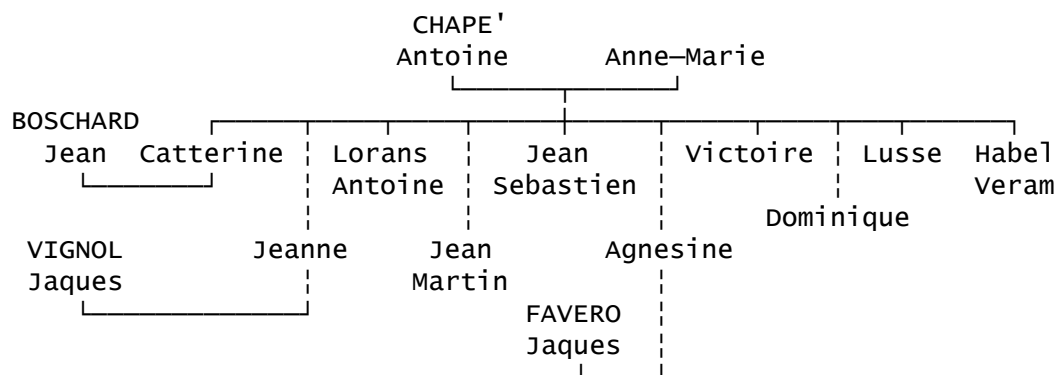 CHAPE'
Antoine Anne-Marie
BOSCHARD
Jean Catterine Lorans Jean Victoire Lusse Habel
Antoine Sebastien Veram
Dominique
VIGNOL Jeanne Jean Agnesine
Jaques Martin
FAVERO
Jaques